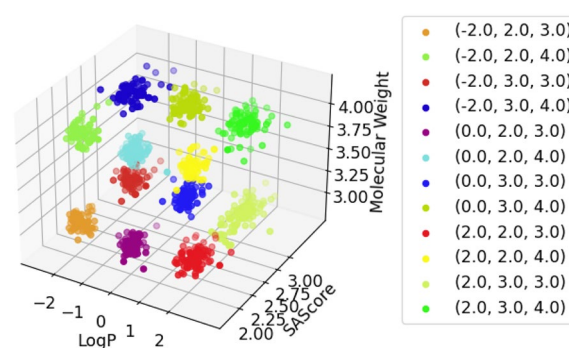 (-2.0, 2.0, 3.0)
(-2.0, 2.0, 4.0)
(-2.0, 3.0, 3.0)
(-2.0, 3.0, 4.0)
(0.0, 2.0, 3.0)
(0.0, 2.0, 4.0)
(0.0, 3.0, 3.0)
(0.0, 3.0, 4.0)
(2.0, 2.0, 3.0)
(2.0, 2.0, 4.0)
(2.0, 3.0, 3.0)
(2.0, 3.0, 4.0)
4.00
3.75
3.50
3.25
3.00
Molecular Weight
−2
−1
0
1
2
LogP
3.00
2.75
2.50
2.25
2.00
SAScore